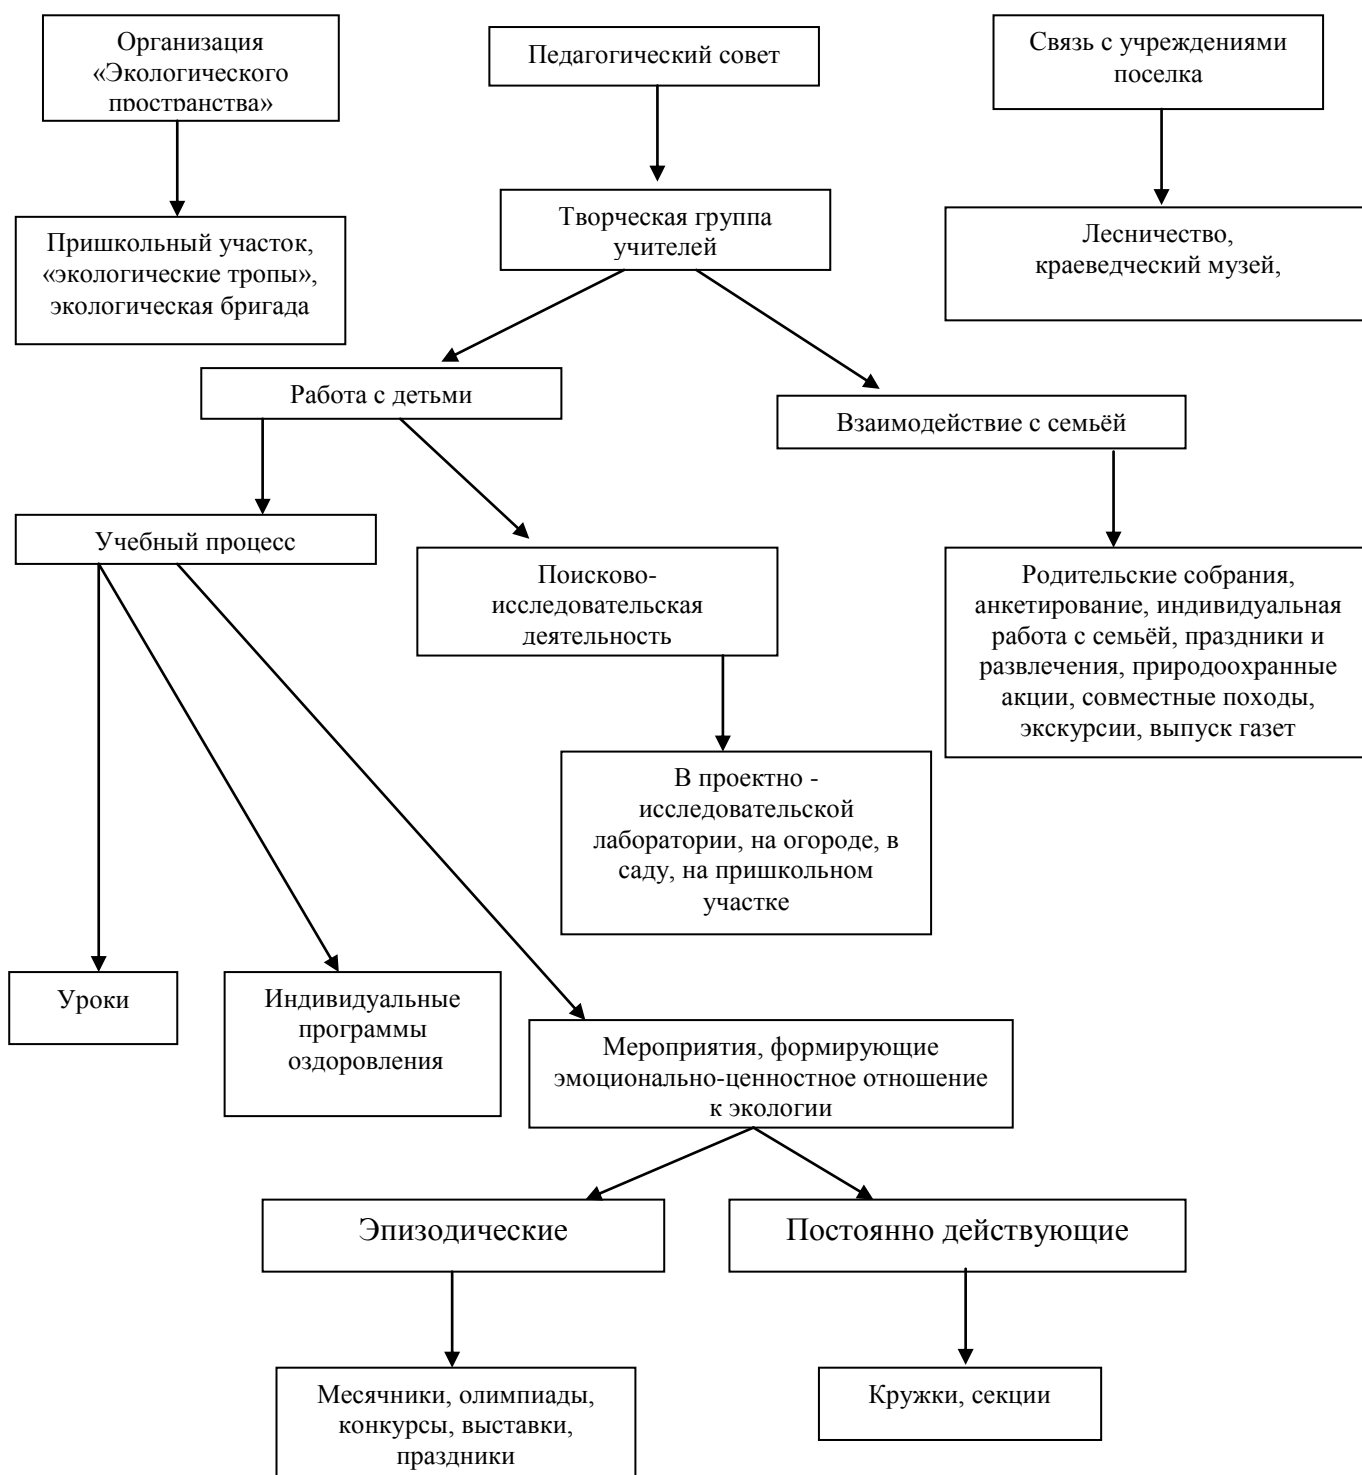 Организация
«Экологического
пространства»
Педагогический совет
Связь с учреждениями
поселка
Творческая группа
учителей
Пришкольный участок,
«экологические тропы»,
экологическая бригада
Лесничество,
краеведческий музей,
Работа с детьми
Взаимодействие с семьёй
Учебный процесс
Поисково-
исследовательская
деятельность
Родительские собрания,
анкетирование, индивидуальная
работа с семьёй, праздники и
развлечения, природоохранные
акции, совместные походы,
экскурсии, выпуск газет
В проектно -
исследовательской
лаборатории, на огороде, в
саду, на пришкольном
участке
Уроки
Индивидуальные
программы
оздоровления
Мероприятия, формирующие
эмоционально-ценностное отношение
к экологии
Эпизодические
Постоянно действующие
Месячники, олимпиады,
конкурсы, выставки,
праздники
Кружки, секции